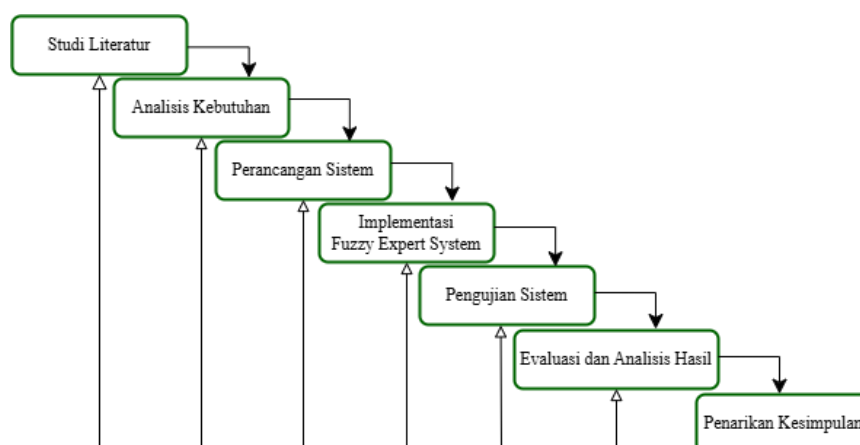 Studi Literatur
Analisis Kebutuhan
Perancangan Sistem
Implementasi
Fuzzy Expert System
Pengujian Sistem
Evaluasi dan Analisis Hasil
Penarikan Kesimpulan